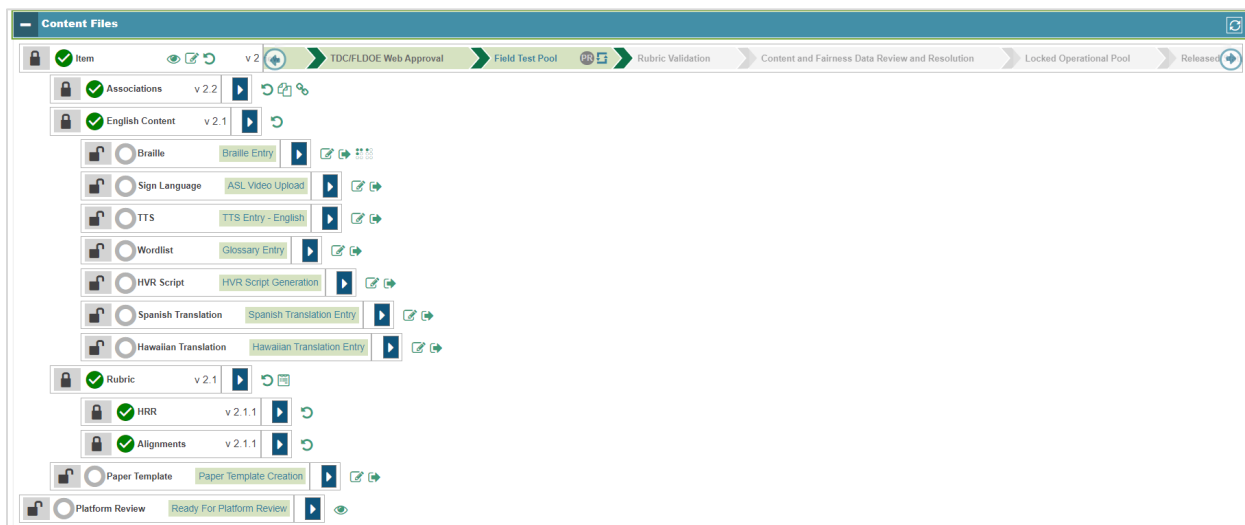 Content Files
Item v 2 TDC/FLDOE Web Approval Field Test Pool PR Rubric Validation Content and Fairness Data Review and Resolution Locked Operational Pool Released
Associations v 2.2
English Content v 2.1
Braille Braille Entry
Sign Language ASL Video Upload
TTS TTS Entry - English
Wordlist Glossary Entry
HVR Script HVR Script Generation
Spanish Translation Spanish Translation Entry
Hawaiian Translation Hawaiian Translation Entry
Rubric v 2.1
HRR v 2.1.1
Alignments v 2.1.1
Paper Template Paper Template Creation
Platform Review Ready For Platform Review